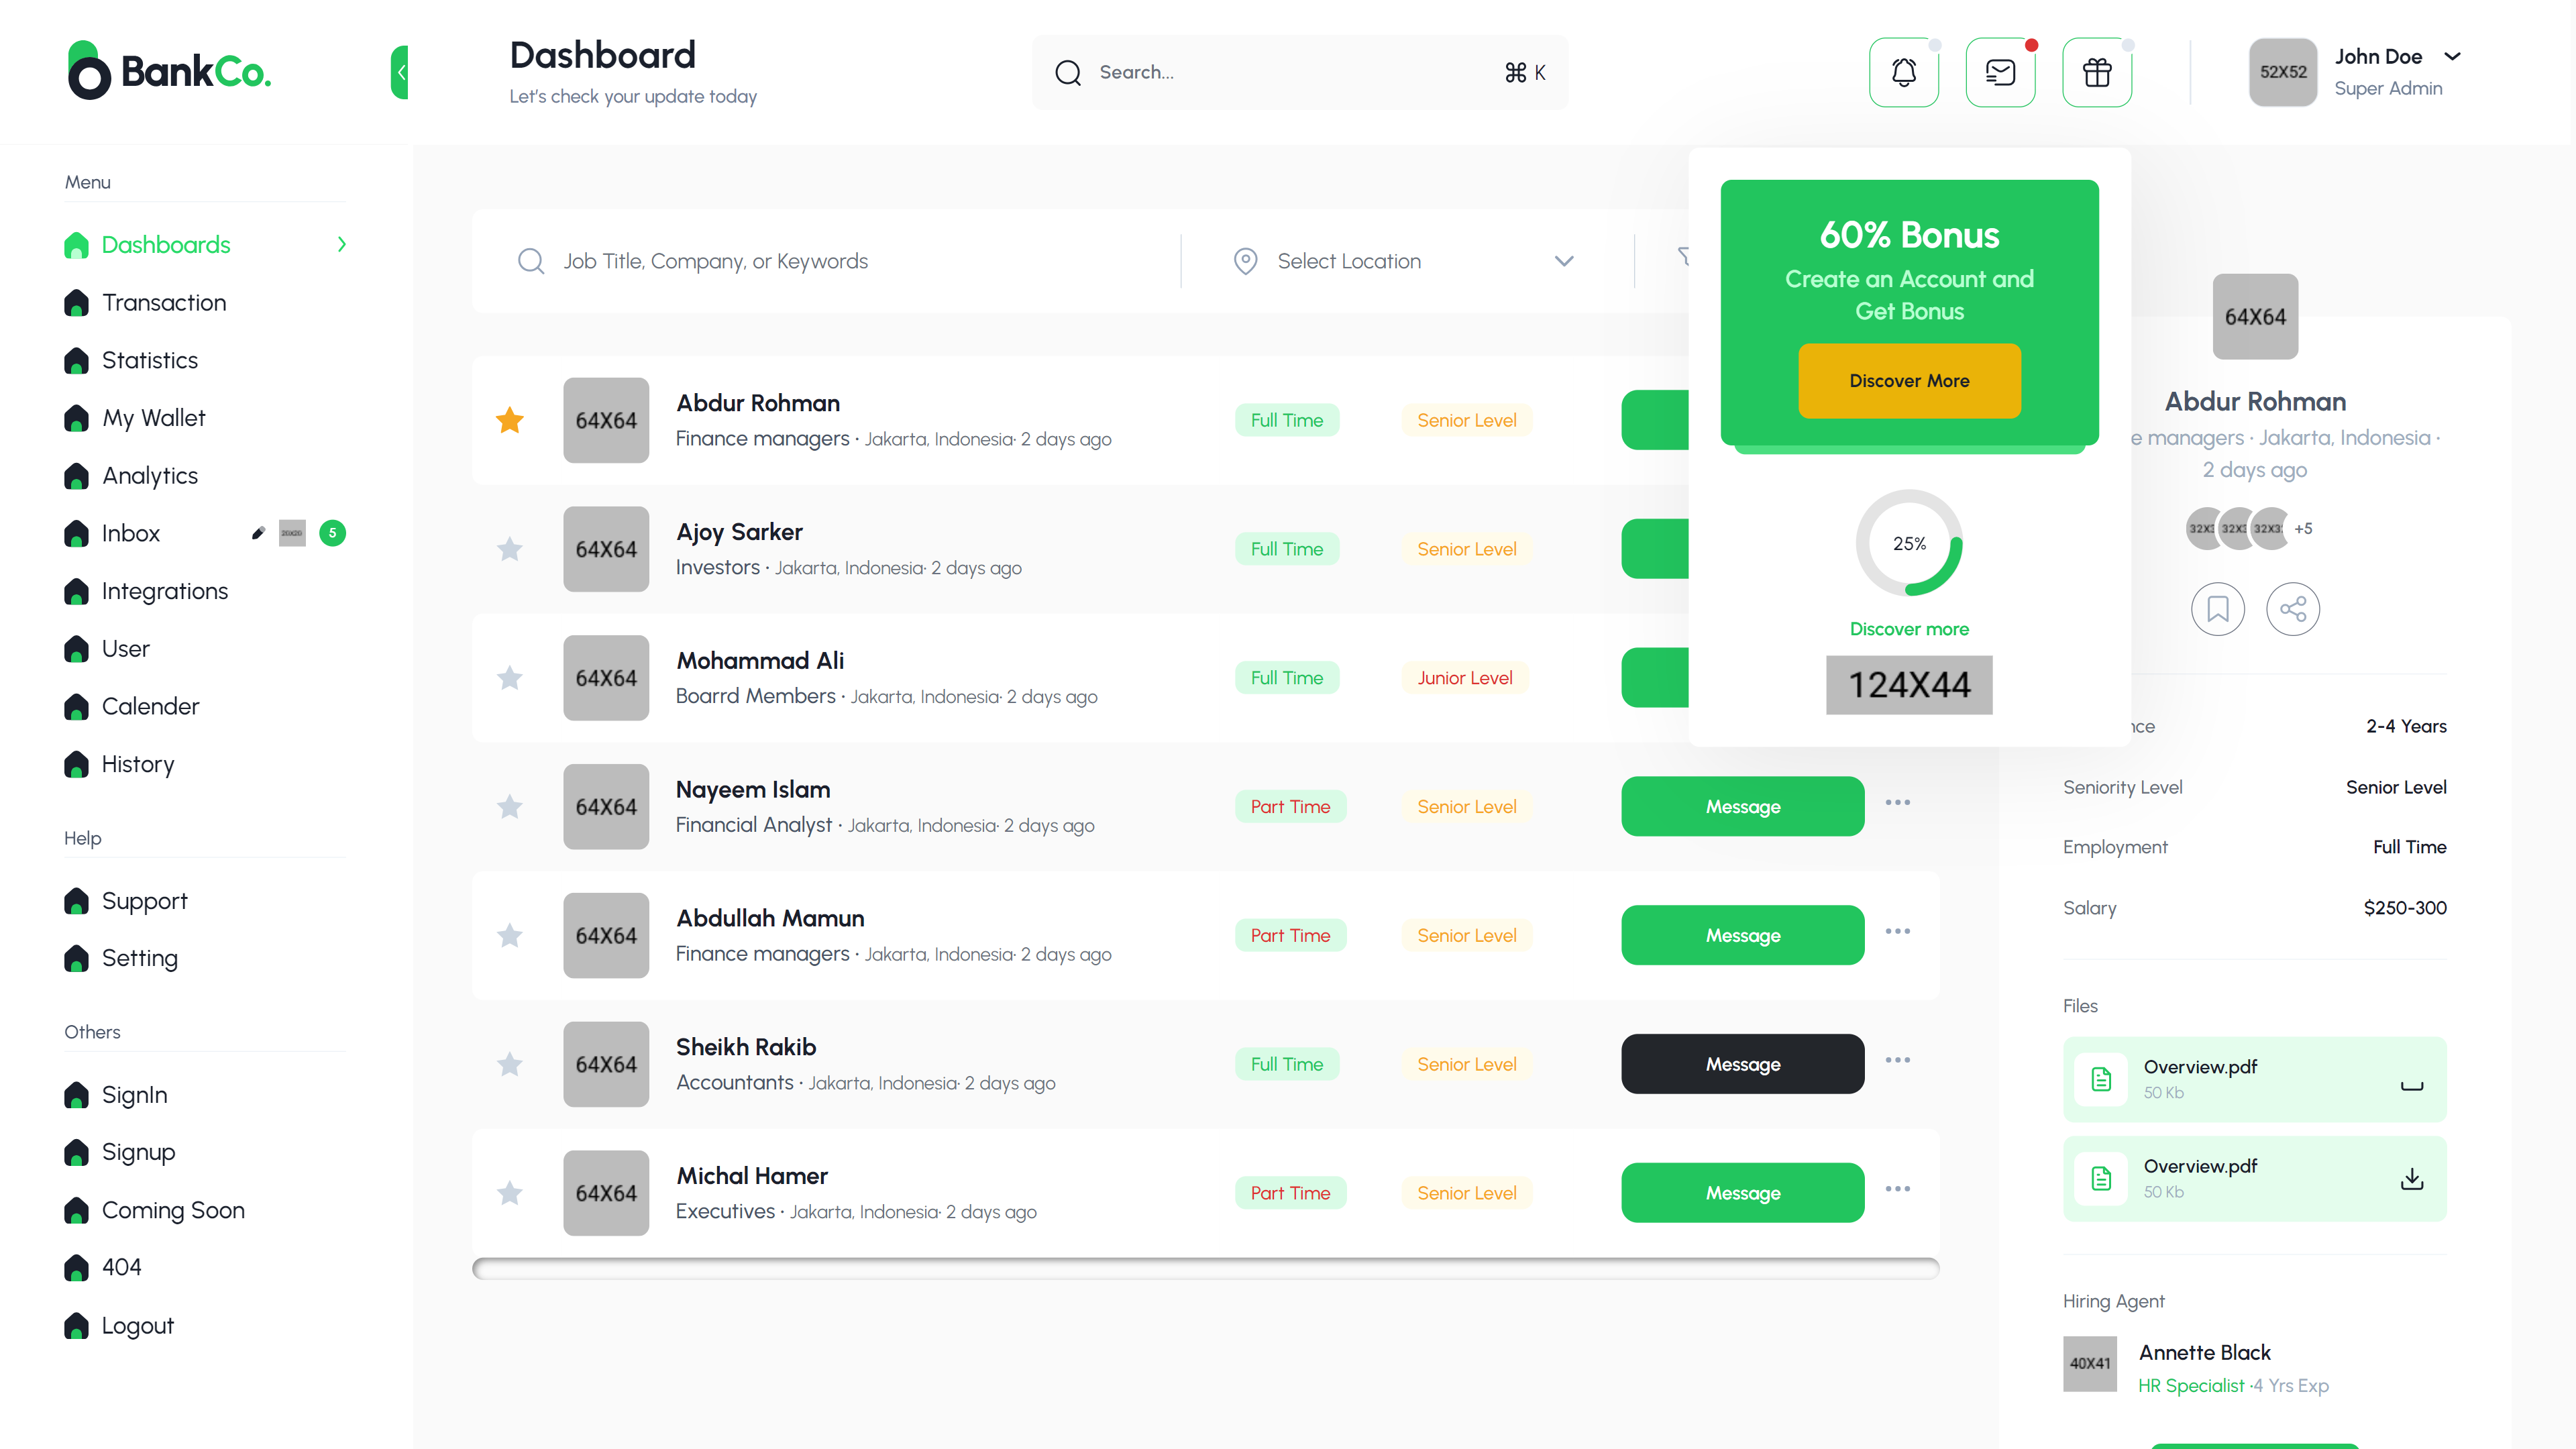 BankCo.
Dashboard
Let's check your update today
Search...
⌘ K
52X52
John Doe
Super Admin
Menu
Dashboards
Transaction
Statistics
My Wallet
Analytics
Inbox
5
Integrations
User
Calender
History
Help
Support
Setting
Others
SignIn
Signup
Coming Soon
404
Logout
Job Title, Company, or Keywords
Select Location
64X64
Abdur Rohman
Finance managers · Jakarta, Indonesia· 2 days ago
Full Time
Senior Level
64X64
Ajoy Sarker
Investors · Jakarta, Indonesia· 2 days ago
Full Time
Senior Level
64X64
Mohammad Ali
Boarrd Members · Jakarta, Indonesia· 2 days ago
Full Time
Junior Level
64X64
Nayeem Islam
Financial Analyst · Jakarta, Indonesia· 2 days ago
Part Time
Senior Level
Message
64X64
Abdullah Mamun
Finance managers · Jakarta, Indonesia· 2 days ago
Part Time
Senior Level
Message
64X64
Sheikh Rakib
Accountants · Jakarta, Indonesia· 2 days ago
Full Time
Senior Level
Message
64X64
Michal Hamer
Executives · Jakarta, Indonesia· 2 days ago
Part Time
Senior Level
Message
60% Bonus
Create an Account and
Get Bonus
Discover More
25%
Discover more
124X44
64X64
Abdur Rohman
e managers · Jakarta, Indonesia ·
2 days ago
32X3
32X3
32X3
+5
nce
2-4 Years
Seniority Level
Senior Level
Employment
Full Time
Salary
$250-300
Files
Overview.pdf
50 Kb
Overview.pdf
50 Kb
Hiring Agent
40X41
Annette Black
HR Specialist ·4 Yrs Exp